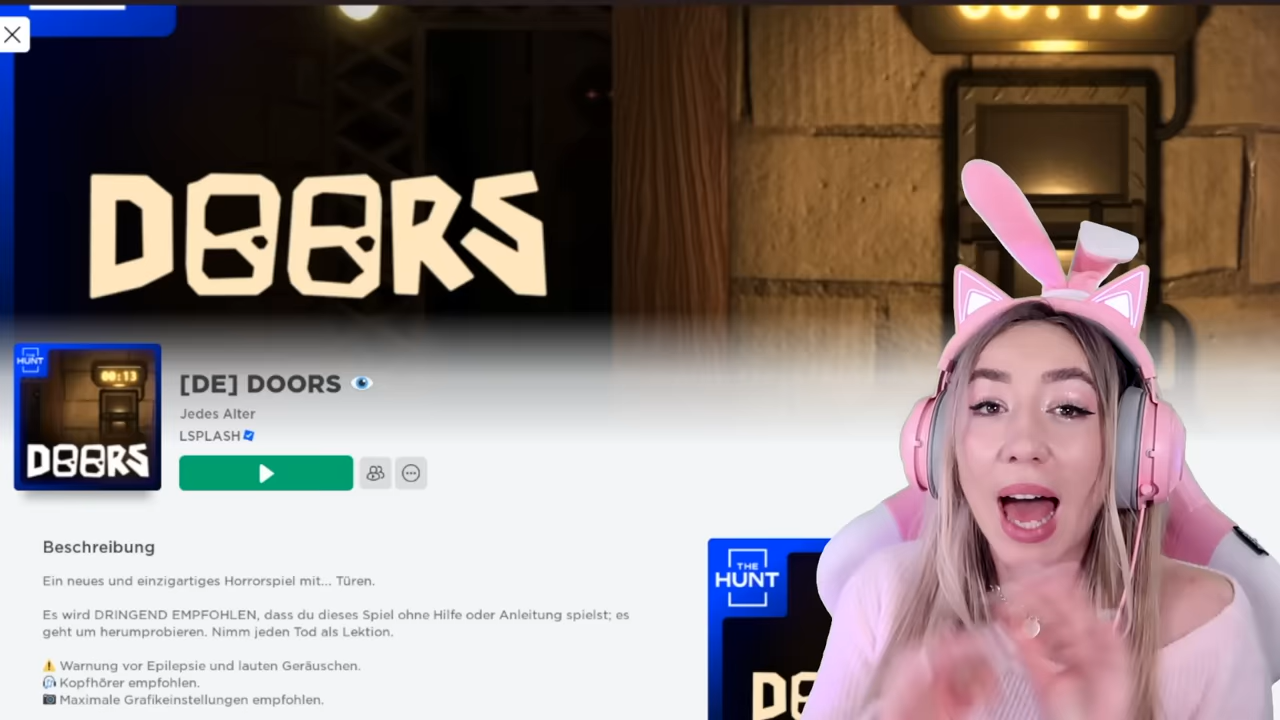 DOORS
THE
HUNT
00:13
DOORS
[DE] DOORS
Jedes Alter
LSPLASH
Beschreibung
Ein neues und einzigartiges Horrorspiel mit... Türen.
Es wird DRINGEND EMPFOHLEN, dass du dieses Spiel ohne Hilfe oder Anleitung spielst; es
geht um herumprobieren. Nimm jeden Tod als Lektion.
⚠️ Warnung vor Epilepsie und lauten Geräuschen.
🎧 Kopfhörer empfohlen.
📷 Maximale Grafikeinstellungen empfohlen.
THE
HUNT